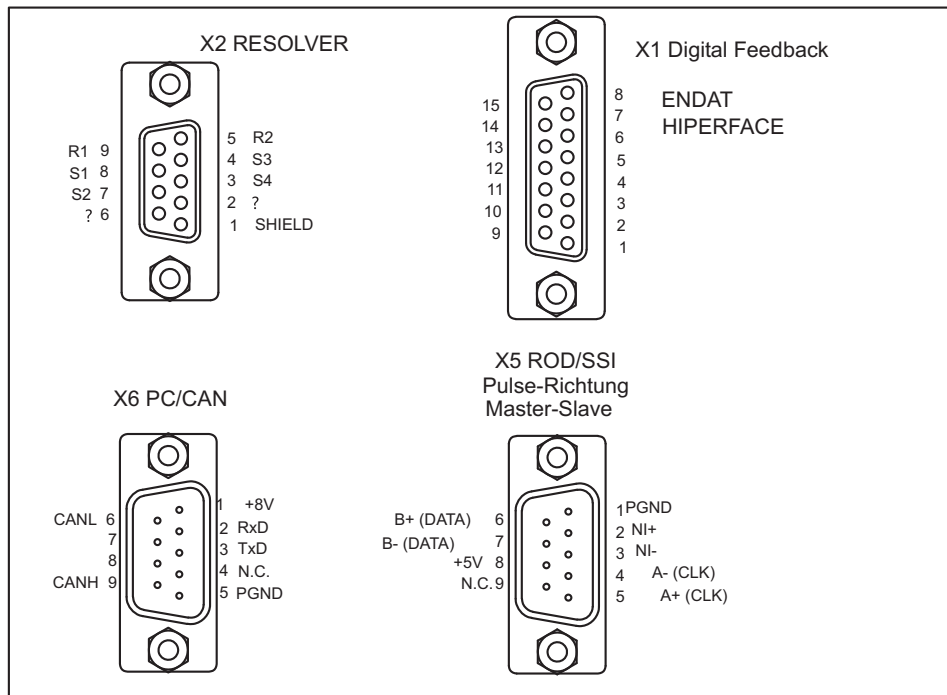 X2 RESOLVER
R1 9
S1 8
S2 7
? 6
5 R2
4 S3
3 S4
2 ?
1 SHIELD
X1 Digital Feedback
ENDAT
HIPERFACE
15
14
13
12
11
10
9
8
7
6
5
4
3
2
1
X6 PC/CAN
CANL 6
7
8
CANH 9
1 +8V
2 RxD
3 TxD
4 N.C.
5 PGND
X5 ROD/SSI
Pulse-Richtung
Master-Slave
B+ (DATA) 6
B- (DATA) 7
+5V 8
N.C. 9
1 PGND
2 NI+
3 NI-
4 A- (CLK)
5 A+ (CLK)